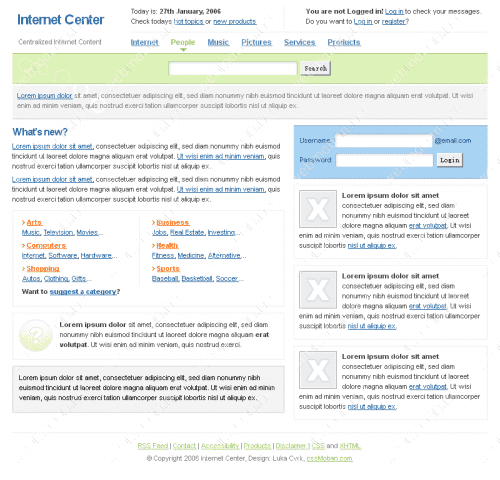 Internet Center
Today is: 27th January, 2006
Check todays hot topics or new products
You are not Logged in! Log in to check your messages.
Do you want to Log in or register?
Centralized Internet Content
Internet People Music Pictures Services Products
Search
Lorem ipsum dolor sit amet, consectetuer adipiscing elit, sed diam nonummy nibh euismod tincidunt ut laoreet dolore magna aliquam erat volutpat. Ut wisi
enim ad minim veniam, quis nostrud exerci tation ullamcorper suscipit lobortis nisl ut aliquip ex.
What's new?
Lorem ipsum dolor sit amet, consectetuer adipiscing elit, sed diam nonummy nibh euismod
tincidunt ut laoreet dolore magna aliquam erat volutpat. Ut wisi enim ad minim veniam, quis
nostrud exerci tation ullamcorper suscipit lobortis nisl ut aliquip ex.
Lorem ipsum dolor sit amet, consectetuer adipiscing elit, sed diam nonummy nibh euismod
tincidunt ut laoreet dolore magna aliquam erat volutpat. Ut wisi enim ad minim veniam, quis
nostrud exerci tation ullamcorper suscipit lobortis nisl ut aliquip ex.
Arts
Music, Television, Movies...
Computers
Internet, Software, Hardware...
Shopping
Autos, Clothing, Gifts...
Business
Jobs, Real Estate, Investing...
Health
Fitness, Medicine, Alternative...
Sports
Baseball, Basketball, Soccer...
Want to suggest a category?
Lorem ipsum dolor sit amet, consectetuer adipiscing elit, sed diam
nonummy nibh euismod tincidunt ut laoreet dolore magna aliquam erat
volutpat. Ut wisi enim ad minim veniam, quis nostrud exerci.
Lorem ipsum dolor sit amet, consectetuer adipiscing elit, sed diam nonummy nibh
euismod tincidunt ut laoreet dolore magna aliquam erat volutpat. Ut wisi enim ad minim
veniam, quis nostrud exerci tation ullamcorper suscipit lobortis nisl ut aliquip ex.
Username: @email.com
Password: Login
Lorem ipsum dolor sit amet
consectetuer adipiscing elit, sed diam
nonummy nibh euismod tincidunt ut laoreet
dolore magna aliquam erat volutpat. Ut wisi
enim ad minim veniam, quis nostrud exerci tation ullamcorper
suscipit lobortis nisl ut aliquip ex.
Lorem ipsum dolor sit amet
consectetuer adipiscing elit, sed diam
nonummy nibh euismod tincidunt ut laoreet
dolore magna aliquam erat volutpat. Ut wisi
enim ad minim veniam, quis nostrud exerci tation ullamcorper
suscipit lobortis nisl ut aliquip ex.
Lorem ipsum dolor sit amet
consectetuer adipiscing elit, sed diam
nonummy nibh euismod tincidunt ut laoreet
dolore magna aliquam erat volutpat. Ut wisi
enim ad minim veniam, quis nostrud exerci tation ullamcorper
suscipit lobortis nisl ut aliquip ex.
RSS Feed | Contact | Accessibility | Products | Disclaimer | CSS and XHTML
© Copyright 2006 Internet Center, Design: Luka Cvrk, cssMoban.com